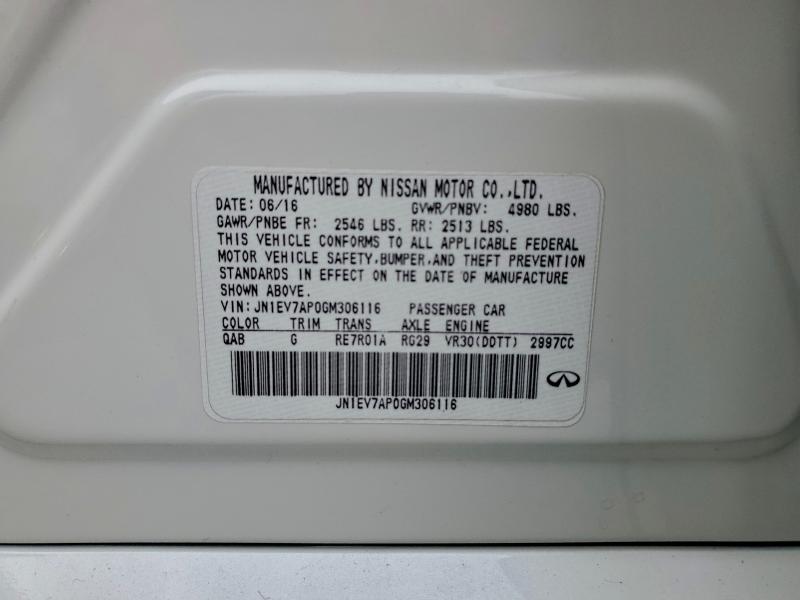 MANUFACTURED BY NISSAN MOTOR CO.,LTD.
DATE: 06/16 GVWR/PNBV: 4980 LBS.
GAWR/PNBE FR: 2546 LBS. RR: 2513 LBS.
THIS VEHICLE CONFORMS TO ALL APPLICABLE FEDERAL
MOTOR VEHICLE SAFETY,BUMPER,AND THEFT PREVENTION
STANDARDS IN EFFECT ON THE DATE OF MANUFACTURE
SHOWN ABOVE.
VIN:JN1EV7AP0GM306116 PASSENGER CAR
COLOR TRIM TRANS AXLE ENGINE
QAB G RE7R01A RG29 VR30(DDTT) 2997CC
JN1EV7AP0GM306116